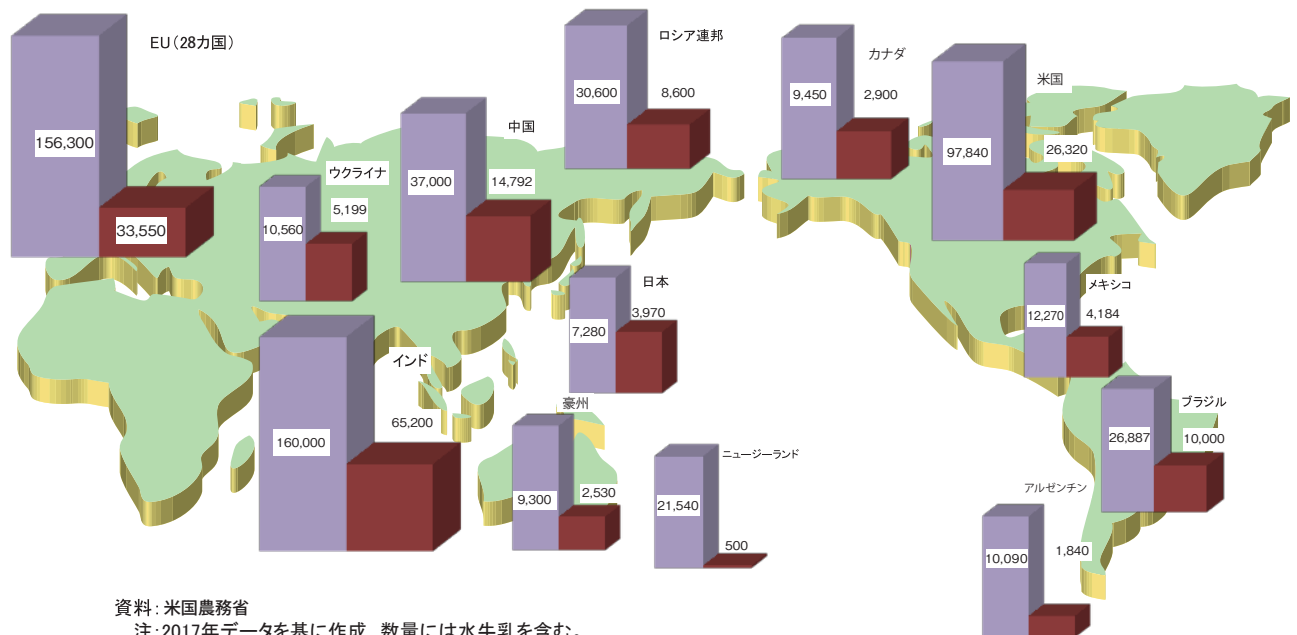 EU（28カ国）
156,300
33,550
ウクライナ
10,560
5,199
中国
37,000
14,792
ロシア連邦
30,600
8,600
カナダ
9,450
2,900
米国
97,840
26,320
日本
7,280
3,970
メキシコ
12,270
4,184
インド
160,000
65,200
豪州
9,300
2,530
ニュージーランド
21,540
500
ブラジル
26,887
10,000
アルゼンチン
10,090
1,840
資料：米国農務省
注：2017年データを基に作成、数量には水牛乳を含む。